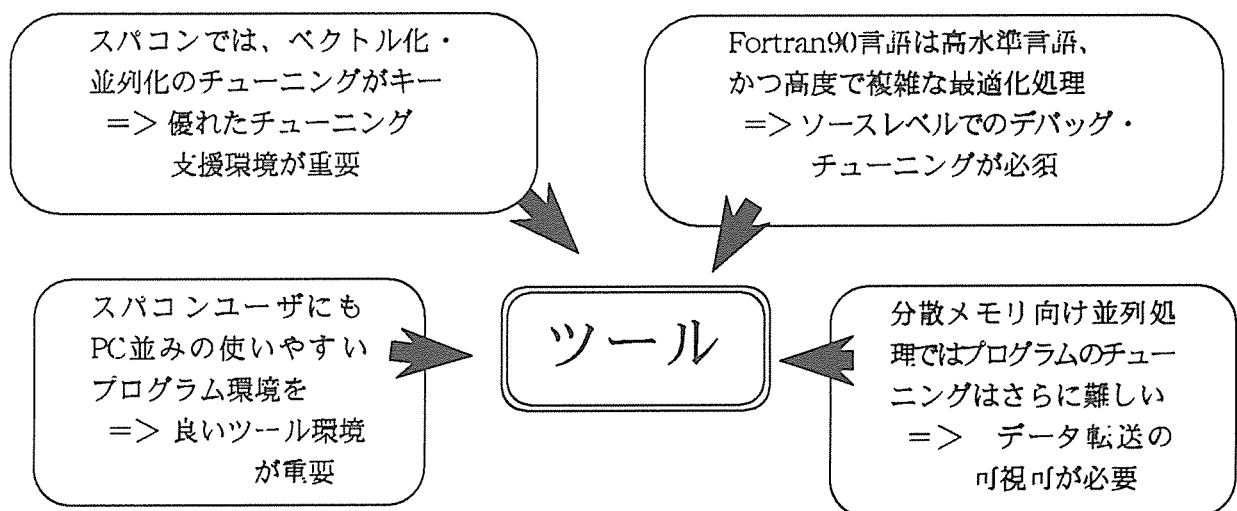 スパコンでは、ベクトル化・
並列化のチューニングがキー
=> 優れたチューニング
支援環境が重要
Fortran90言語は高水準言語、
かつ高度で複雑な最適化処理
=> ソースレベルでのデバッグ・
チューニングが必須
スパコンユーザにも
PC並みの使いやすい
プログラム環境を
=> 良いツール環境
が重要
ツール
分散メモリ向け並列処
理ではプログラムのチュー
ニングはさらに難しい
=> データ転送の
可視可が必要